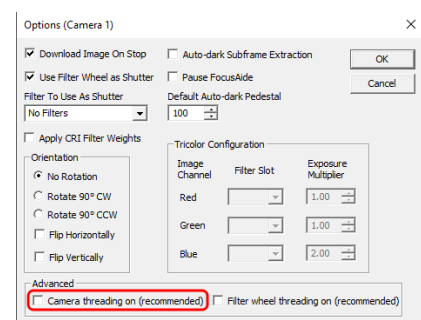 Options (Camera 1)
Download Image On Stop
Auto-dark Subframe Extraction
OK
Use Filter Wheel as Shutter
Pause FocusAide
Cancel
Filter To Use As Shutter
Default Auto-dark Pedestal
No Filters
100
Apply CRI Filter Weights
Tricolor Configuration
Orientation
Image Channel
Filter Slot
Exposure Multiplier
No Rotation
Red
1.00
Rotate 90° CW
Rotate 90° CCW
Green
1.00
Flip Horizontally
Flip Vertically
Blue
2.00
Advanced
Camera threading on (recommended)
Filter wheel threading on (recommended)